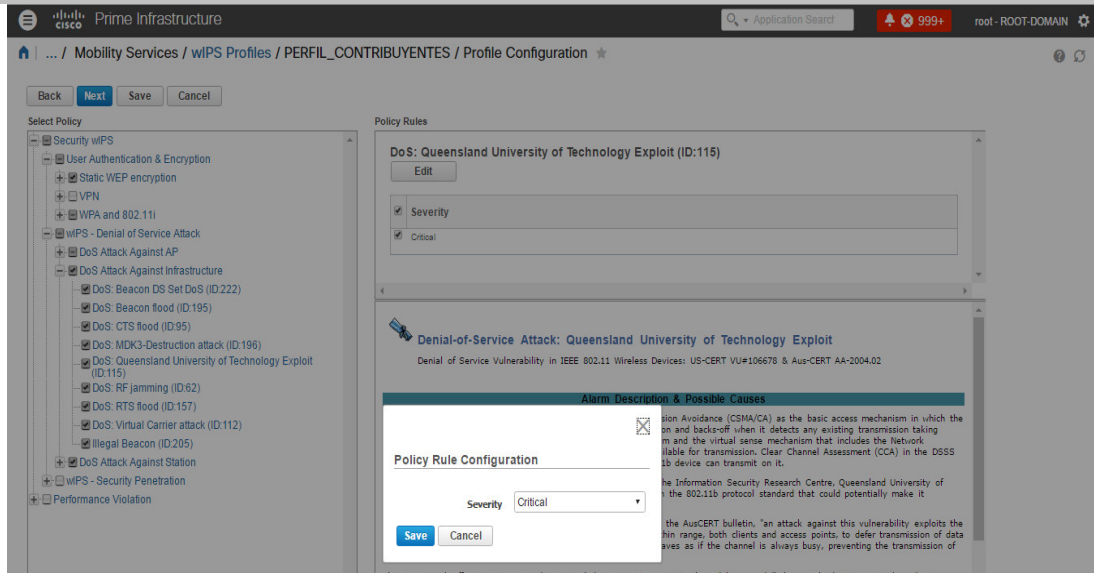 cisco Prime Infrastructure
Application Search
999+
root - ROOT-DOMAIN
... / Mobility Services / wIPS Profiles / PERFIL_CONTRIBUYENTES / Profile Configuration
Back Next Save Cancel
Select Policy
Security wIPS
User Authentication & Encryption
Static WEP encryption
VPN
WPA and 802.11i
wIPS - Denial of Service Attack
DoS Attack Against AP
DoS Attack Against Infrastructure
DoS: Beacon DS Set DoS (ID:222)
DoS: Beacon flood (ID:195)
DoS: CTS flood (ID:95)
DoS: MDK3-Destruction attack (ID:196)
DoS: Queensland University of Technology Exploit
(ID:115)
DoS: RF jamming (ID:62)
DoS: RTS flood (ID:157)
DoS: Virtual Carrier attack (ID:112)
Illegal Beacon (ID:205)
DoS Attack Against Station
wIPS - Security Penetration
Performance Violation
Policy Rules
DoS: Queensland University of Technology Exploit (ID:115)
Edit
Severity
Critical
Denial-of-Service Attack: Queensland University of Technology Exploit
Denial of Service Vulnerability in IEEE 802.11 Wireless Devices: US-CERT VU#106678 & Aus-CERT AA-2004.02
Alarm Description & Possible Causes
sion Avoidance (CSMA/CA) as the basic access mechanism in which the
on and backs-off when it detects any existing transmission taking
m and the virtual sense mechanism that includes the Network
ilable for transmission. Clear Channel Assessment (CCA) in the DSSS
1b device can transmit on it.
he Information Security Research Centre, Queensland University of
n the 802.11b protocol standard that could potentially make it
the AusCERT bulletin, "an attack against this vulnerability exploits the
hin range, both clients and access points, to defer transmission of data
aves as if the channel is always busy, preventing the transmission of
Policy Rule Configuration
Severity Critical
Save Cancel